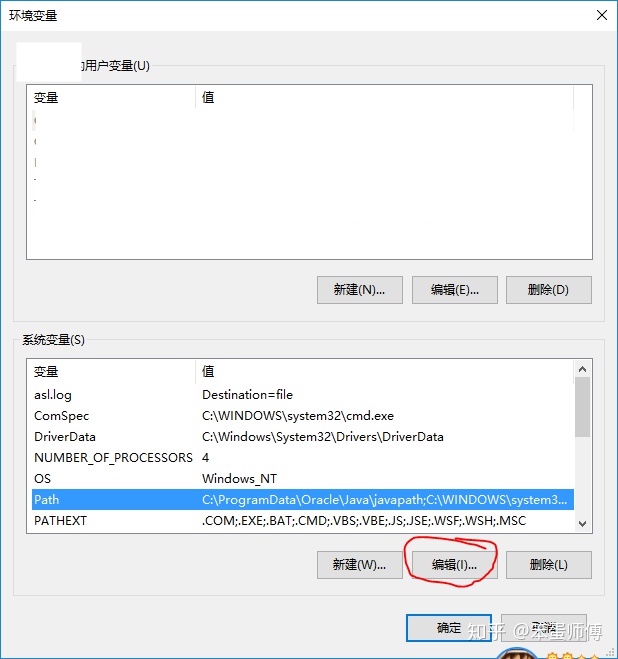 环境变量
的用户变量(U)
变量 值
新建(N)... 编辑(E)... 删除(D)
系统变量(S)
变量 值
asl.log Destination=file
ComSpec C:\WINDOWS\system32\cmd.exe
DriverData C:\Windows\System32\Drivers\DriverData
NUMBER_OF_PROCESSORS 4
OS Windows_NT
Path C:\ProgramData\Oracle\Java\javapath;C:\WINDOWS\system3...
PATHEXT .COM;.EXE;.BAT;.CMD;.VBS;.VBE;.JS;.JSE;.WSF;.WSH;.MSC
新建(W)... 编辑(I)... 删除(L)
确定 取消
知乎 @笨蛋师傅